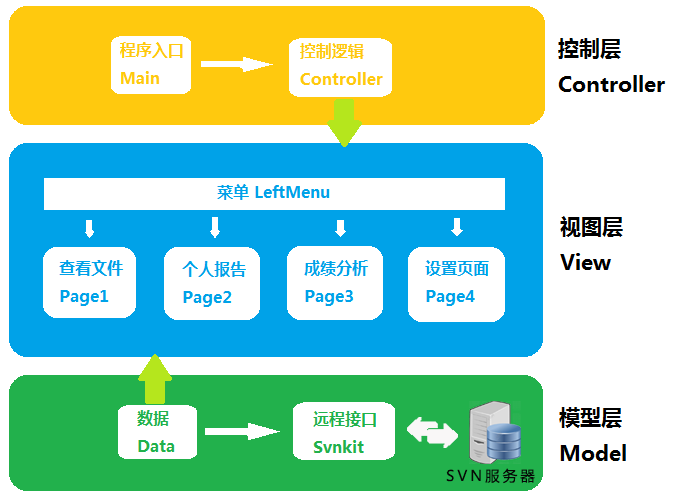 程序入口
Main
控制逻辑
Controller
控制层
Controller
菜单 LeftMenu
查看文件
Page1
个人报告
Page2
成绩分析
Page3
设置页面
Page4
视图层
View
数据
Data
远程接口
Svnkit
SVN服务器
模型层
Model